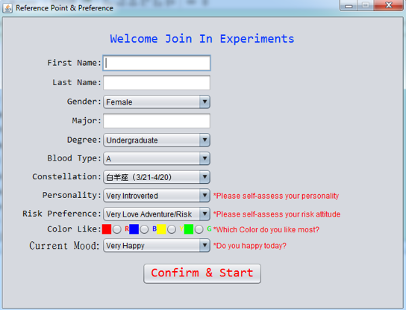 Reference Point & Preference
Welcome Join In Experiments
First Name:
Last Name:
Gender: Female
Major:
Degree: Undergraduate
Blood Type: A
Constellation: 白羊座（3/21-4/20）
Personality: Very Introverted *Please self-assess your personality
Risk Preference: Very Love Adventure/Risk *Please self-assess your risk attitude
Color Like: R B G *Which Color do you like most?
Current Mood: Very Happy *Do you happy today?
Confirm & Start